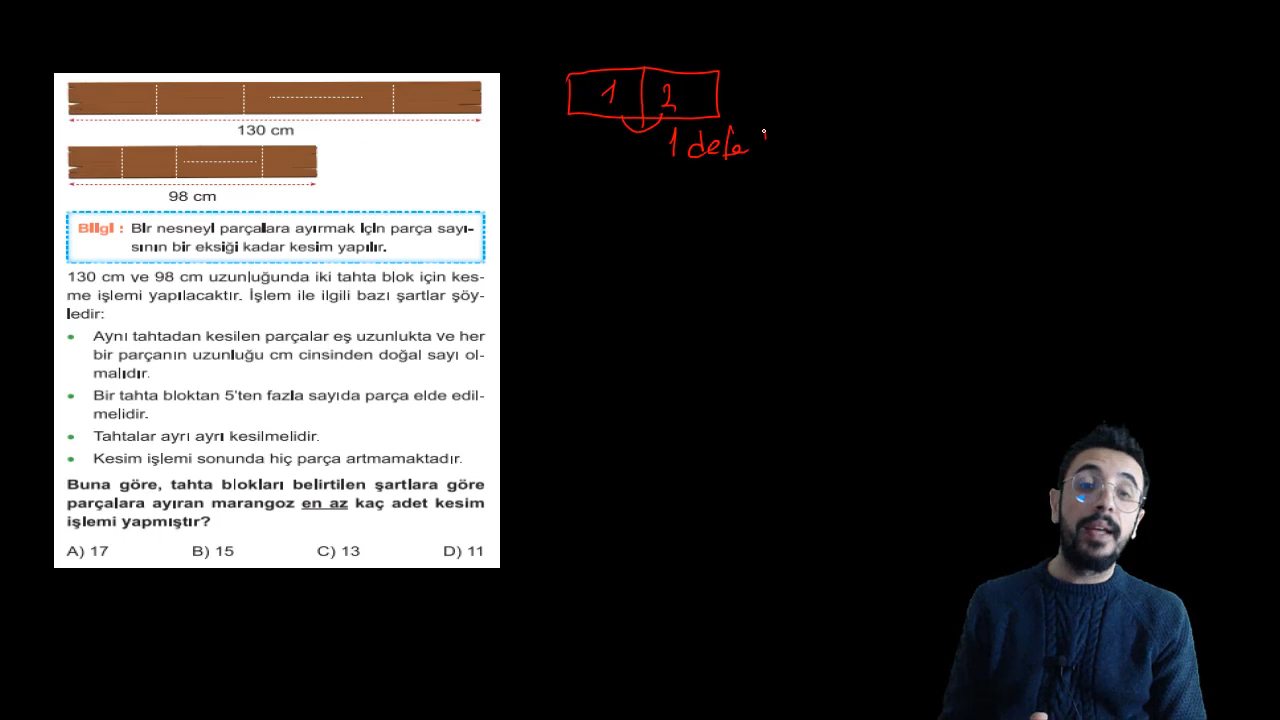 130 cm
98 cm
Bilgi : Bir nesneyi parçalara ayırmak için parça sayı-
sının bir eksiği kadar kesim yapılır.
130 cm ve 98 cm uzunluğunda iki tahta blok için kes-
me işlemi yapılacaktır. İşlem ile ilgili bazı şartlar şöy-
ledir:
• Aynı tahtadan kesilen parçalar eş uzunlukta ve her
bir parçanın uzunluğu cm cinsinden doğal sayı ol-
malıdır.
• Bir tahta bloktan 5'ten fazla sayıda parça elde edil-
melidir.
• Tahtalar ayrı ayrı kesilmelidir.
• Kesim işlemi sonunda hiç parça artmamaktadır.
Buna göre, tahta blokları belirtilen şartlara göre
parçalara ayıran marangoz en az kaç adet kesim
işlemi yapmıştır?
A) 17 B) 15 C) 13 D) 11
1 2
1 defa